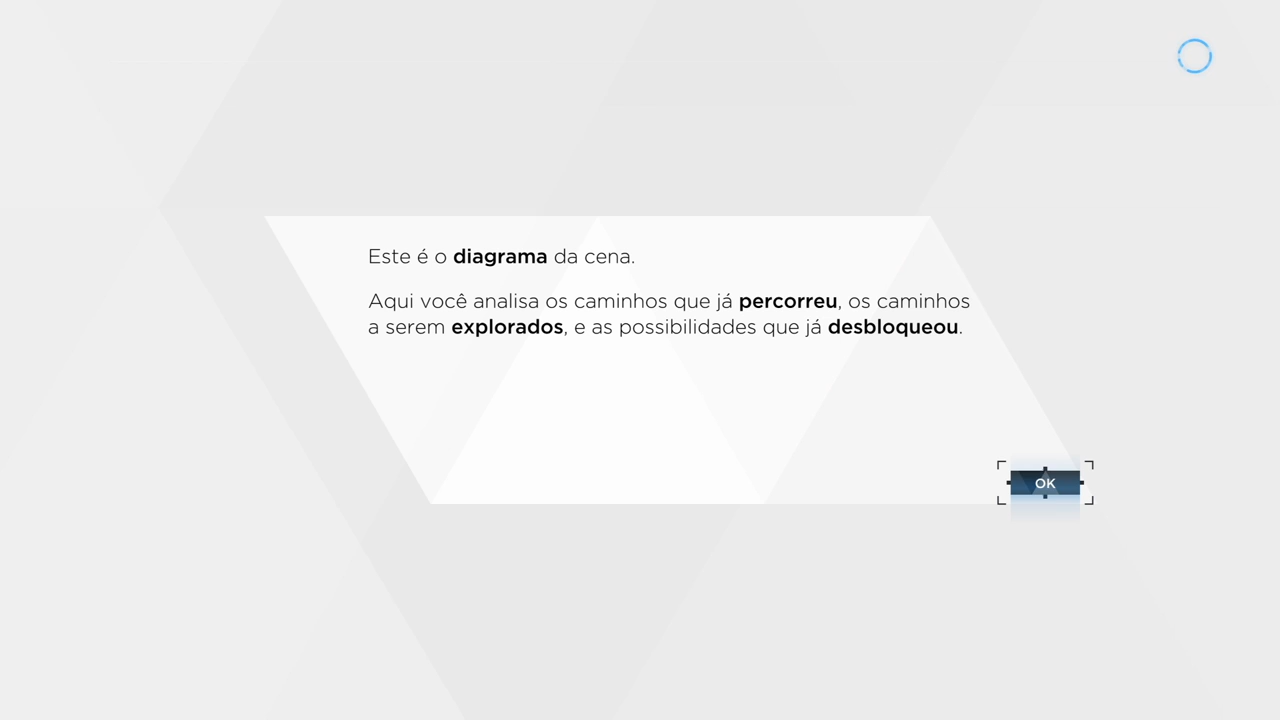 Este é o diagrama da cena.
Aqui você analisa os caminhos que já percorreu, os caminhos
a serem explorados, e as possibilidades que já desbloqueou.
OK